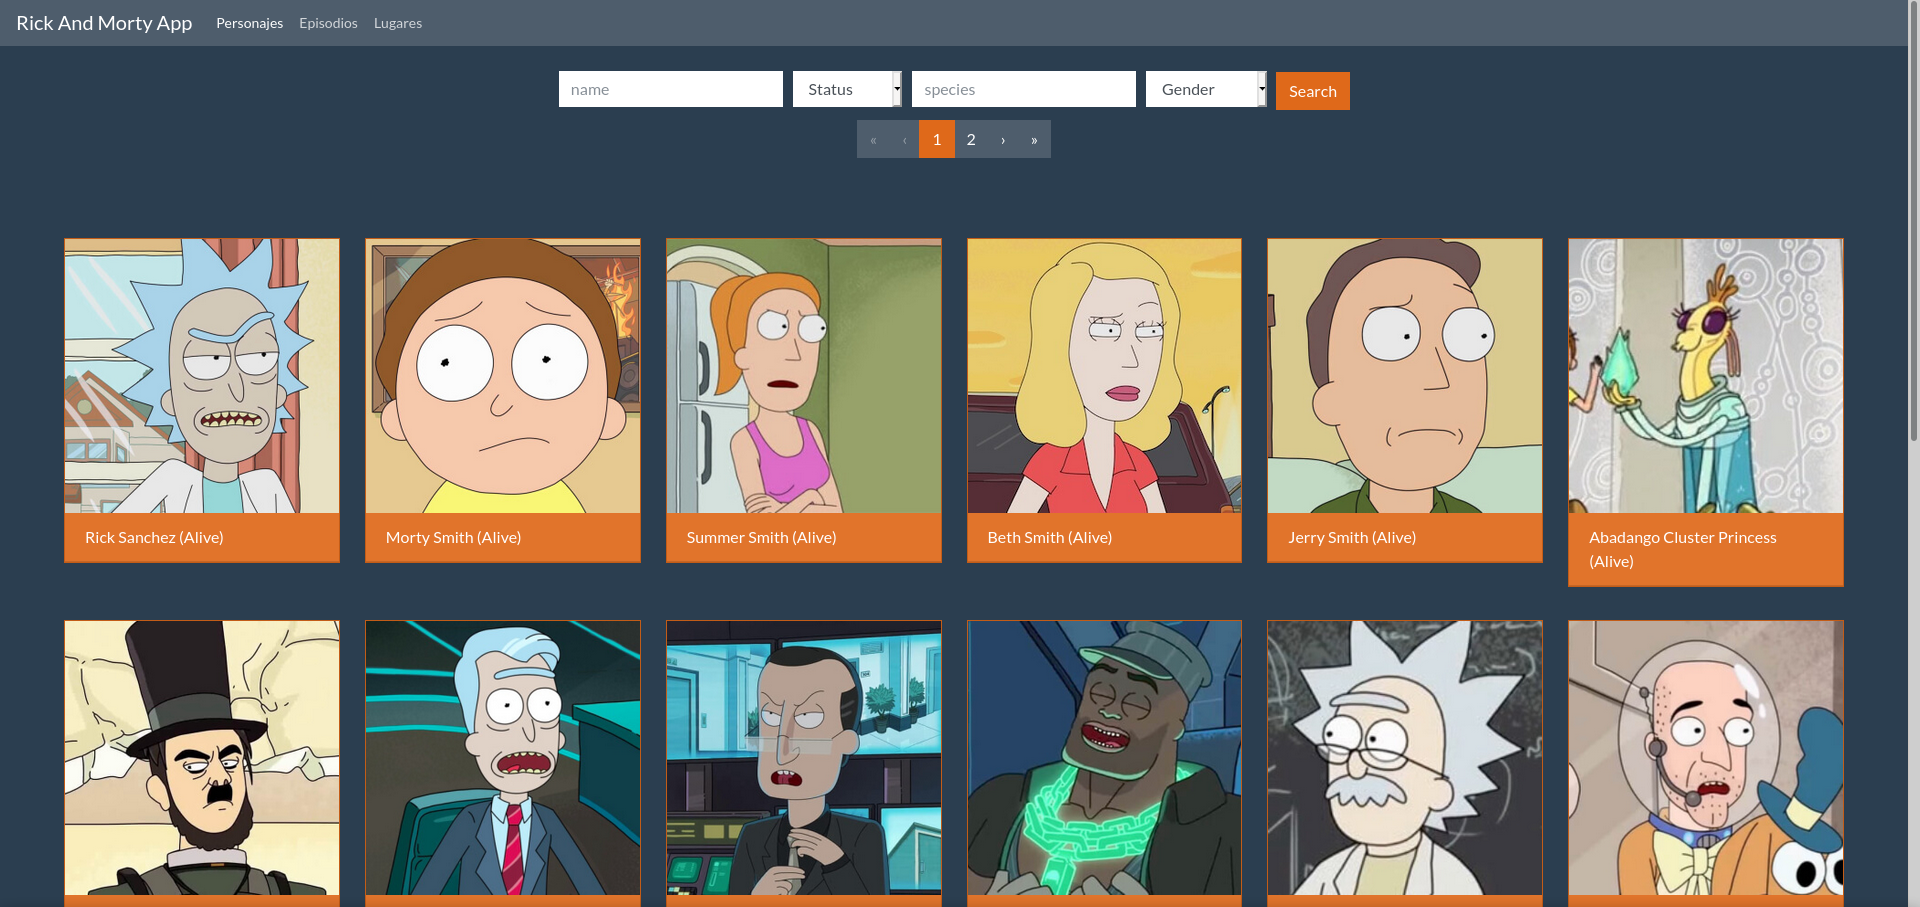 Rick And Morty App Personajes Episodios Lugares
name Status species Gender Search
« ‹ 1 2 › »
Rick Sanchez (Alive)
Morty Smith (Alive)
Summer Smith (Alive)
Beth Smith (Alive)
Jerry Smith (Alive)
Abadango Cluster Princess
(Alive)